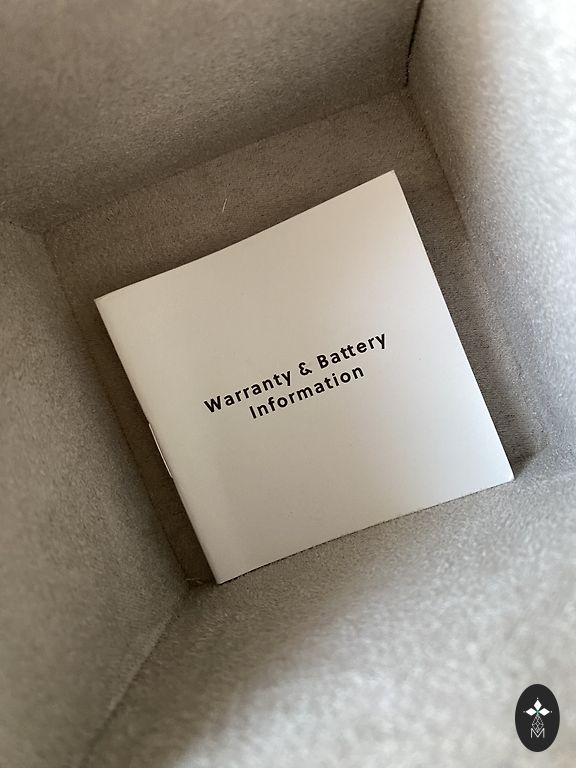 Warranty & Battery
Information